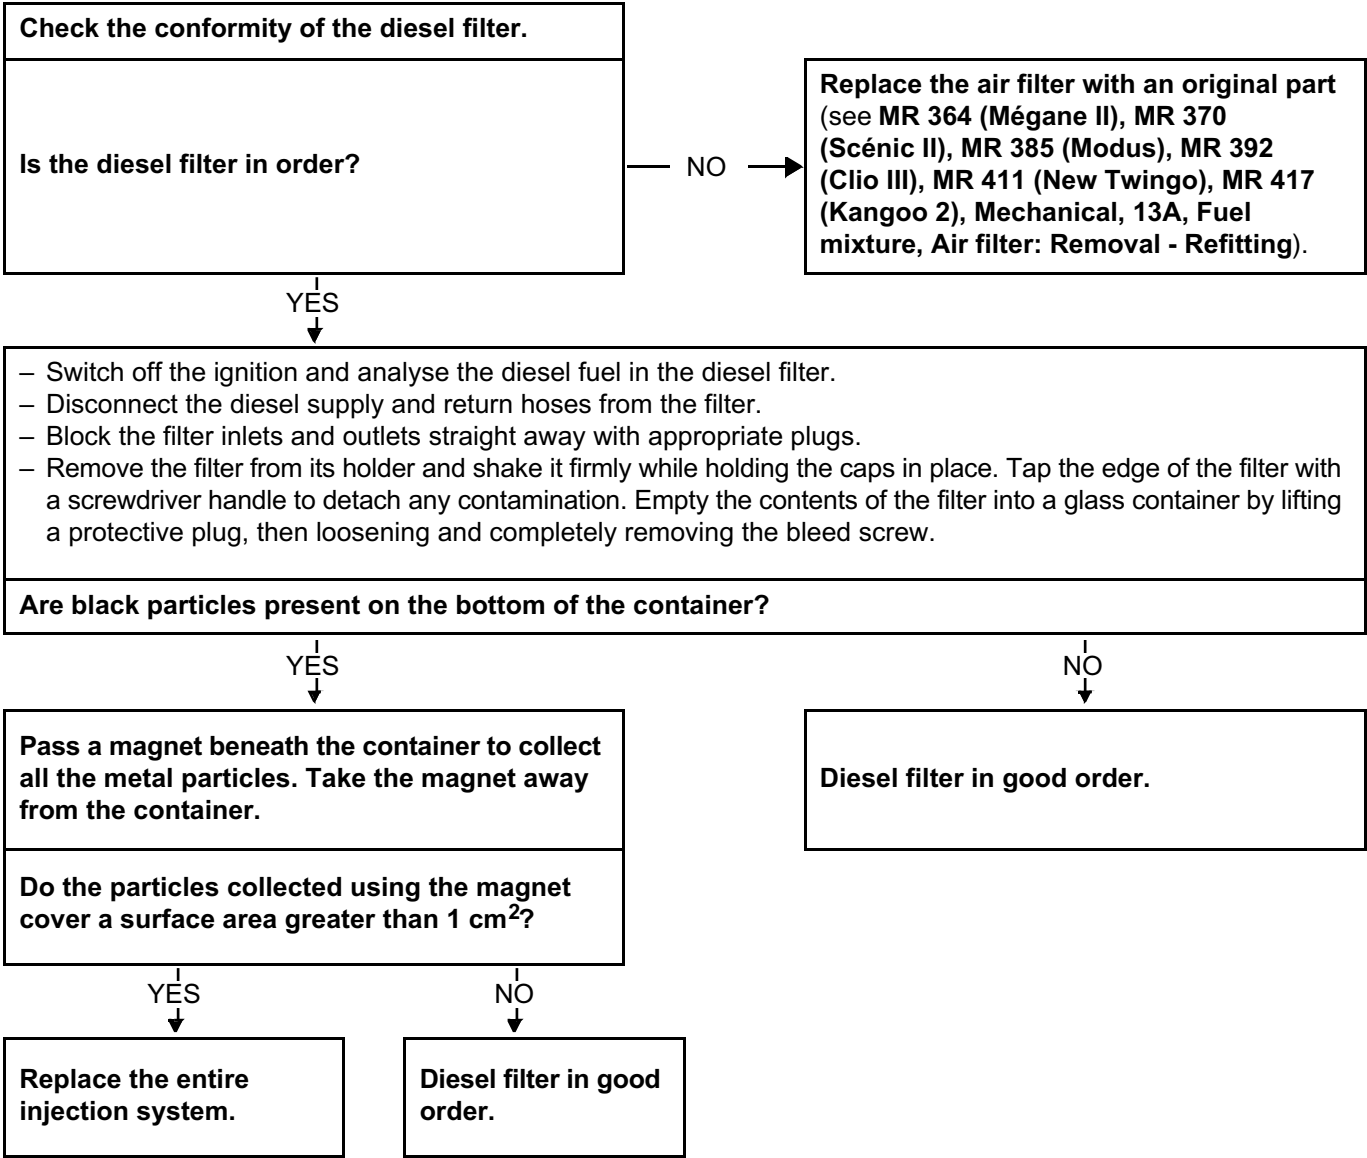 Check the conformity of the diesel filter.
Is the diesel filter in order?
NO
Replace the air filter with an original part
(see MR 364 (Mégane II), MR 370
(Scénic II), MR 385 (Modus), MR 392
(Clio III), MR 411 (New Twingo), MR 417
(Kangoo 2), Mechanical, 13A, Fuel
mixture, Air filter: Removal - Refitting).
YES
– Switch off the ignition and analyse the diesel fuel in the diesel filter.
– Disconnect the diesel supply and return hoses from the filter.
– Block the filter inlets and outlets straight away with appropriate plugs.
– Remove the filter from its holder and shake it firmly while holding the caps in place. Tap the edge of the filter with
a screwdriver handle to detach any contamination. Empty the contents of the filter into a glass container by lifting
a protective plug, then loosening and completely removing the bleed screw.
Are black particles present on the bottom of the container?
YES
NO
Pass a magnet beneath the container to collect
all the metal particles. Take the magnet away
from the container.
Diesel filter in good order.
Do the particles collected using the magnet
cover a surface area greater than 1 cm²?
YES
NO
Replace the entire
injection system.
Diesel filter in good
order.